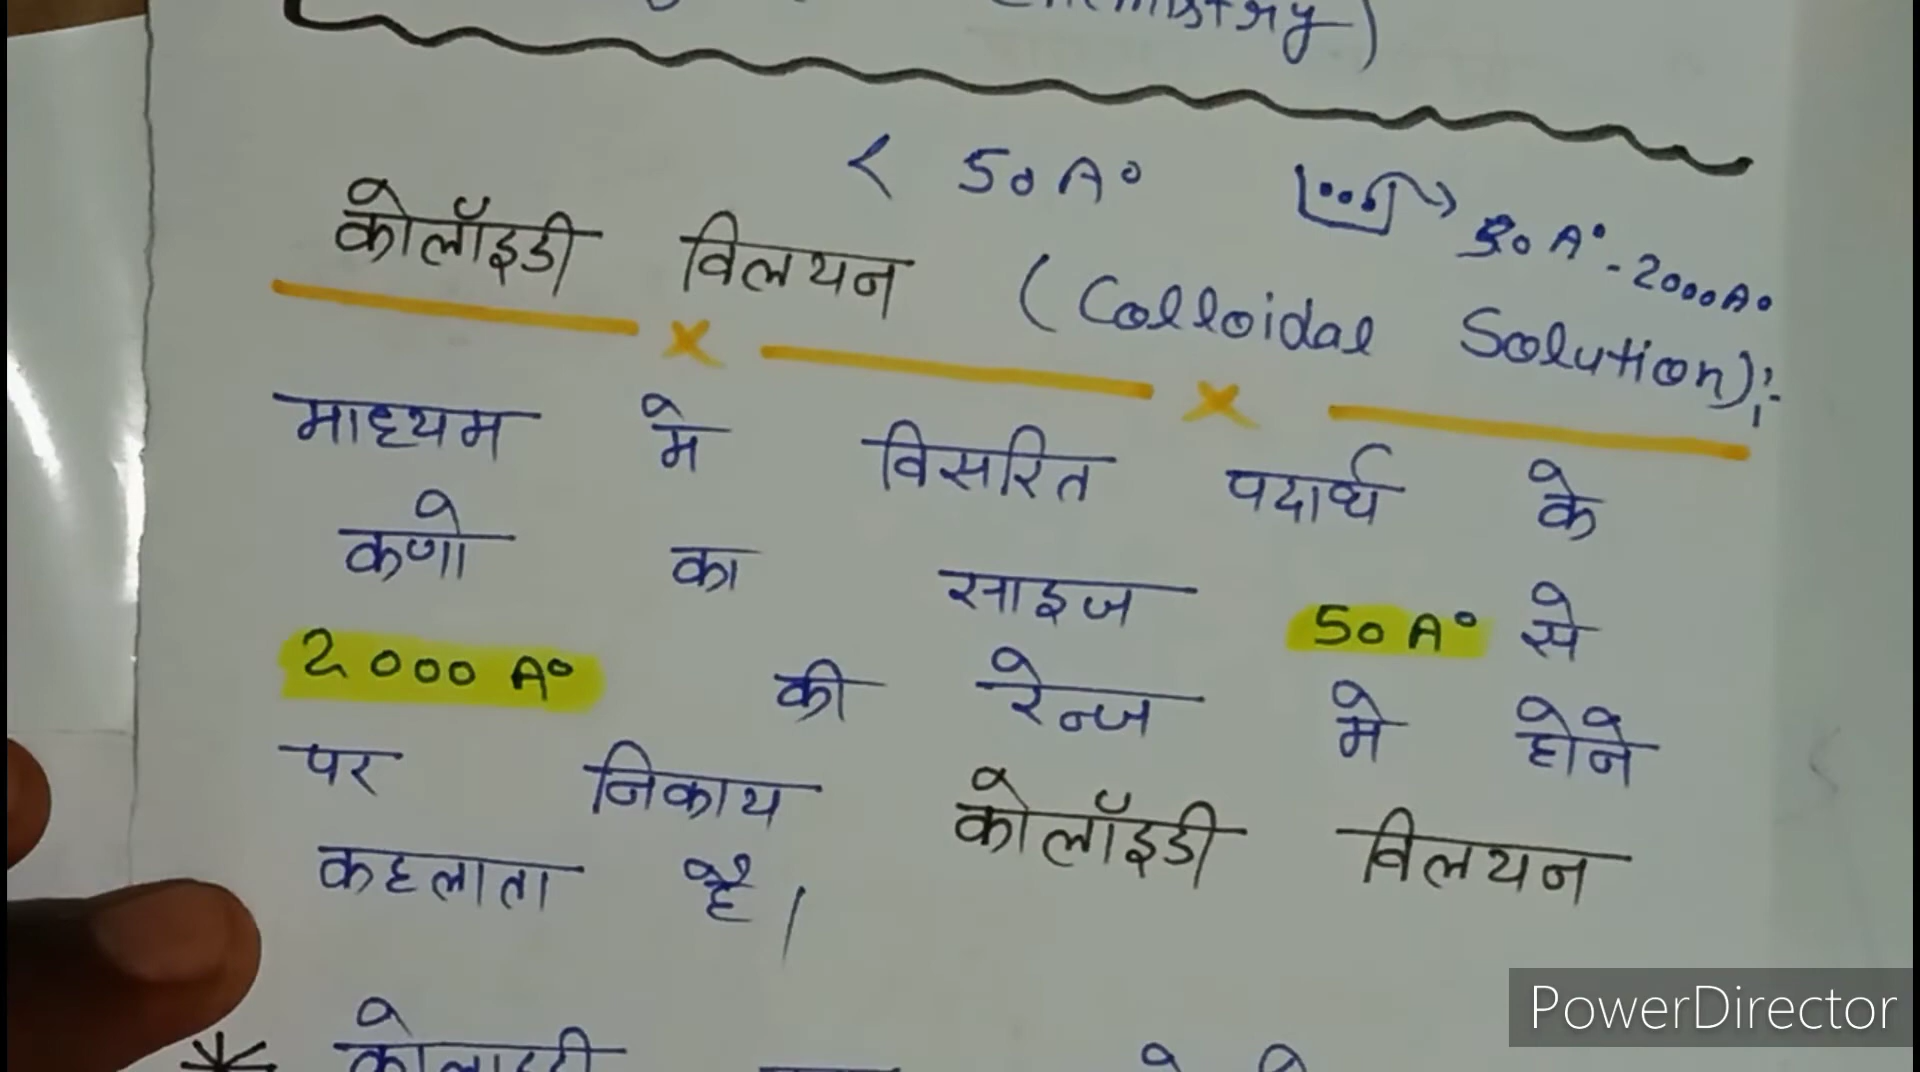 < 50 A° 50 A° - 2000 A°
कोलॉइडी विलयन (Colloidal Solution):-
माध्यम मे विसरित पदार्थ के
कणो का साइज 50 A° से
2000 A° की रेन्ज मे होने
पर निकाय कोलॉइडी विलयन
कहलाता है।
PowerDirector